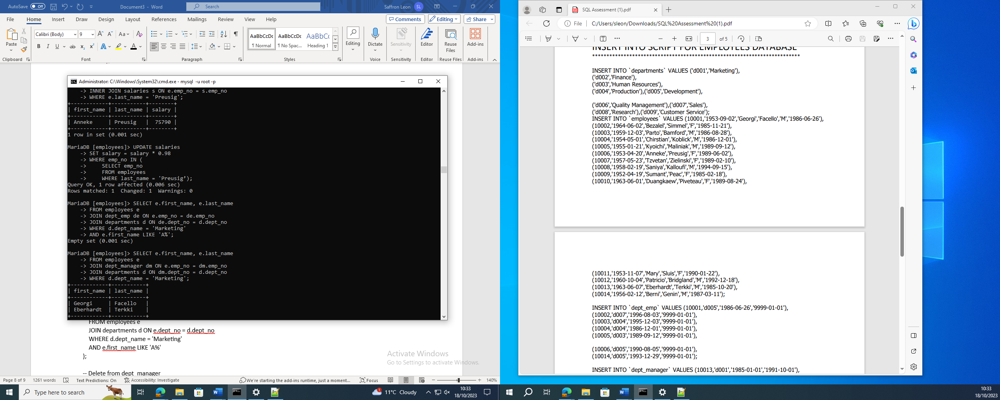 AutoSave Off Document3 - Word Search Saffron Leon SL
File Home Insert Draw Design Layout References Mailings Review View Help Comments Editing Share
Paste Calibri (Body) 9 Aa AaBbCcDc AaBbCcDc AaBbCc Editing Dictate Sensitivity Editor Reuse Files Add-ins
¶ Normal ¶ No Spac... Heading 1
Clipboard Font Paragraph Styles Voice Sensitivity Editor Reuse Files Add-ins
Administrator: C:\Windows\System32\cmd.exe - mysql -u root -p
-> INNER JOIN salaries s ON e.emp_no = s.emp_no
-> WHERE e.last_name = 'Preusig';
+------------+-----------+--------+
| first_name | last_name | salary |
+------------+-----------+--------+
| Anneke     | Preusig   |  75790 |
+------------+-----------+--------+
1 row in set (0.001 sec)
MariaDB [employees]> UPDATE salaries
-> SET salary = salary * 0.98
-> WHERE emp_no IN (
->     SELECT emp_no
->     FROM employees
->     WHERE last_name = 'Preusig');
Query OK, 1 row affected (0.006 sec)
Rows matched: 1  Changed: 1  Warnings: 0
MariaDB [employees]> SELECT e.first_name, e.last_name
-> FROM employees e
-> JOIN dept_emp de ON e.emp_no = de.emp_no
-> JOIN departments d ON de.dept_no = d.dept_no
-> WHERE d.dept_name = 'Marketing'
-> AND e.first_name LIKE 'A%';
Empty set (0.001 sec)
MariaDB [employees]> SELECT e.first_name, e.last_name
-> FROM employees e
-> JOIN dept_manager dm ON e.emp_no = dm.emp_no
-> JOIN departments d ON dm.dept_no = d.dept_no
-> WHERE d.dept_name = 'Marketing';
+------------+-----------+
| first_name | last_name |
+------------+-----------+
| Georgi     | Facello   |
| Eberhardt  | Terkki    |
+------------+-----------+
FROM employees e
JOIN departments d ON e.dept_no = d.dept_no
WHERE d.dept_name = 'Marketing'
AND e.first_name LIKE 'A%'
);
-- Delete from dept_manager
Activate Windows
Go to Settings to activate Windows.
Page 8 of 9 1261 words Text Predictions: On Accessibility: Investigate We're starting the add-ins runtime, just a moment... Focus 140%
Type here to search 1 11°C Cloudy 10:33
18/10/2023
SQL Assessment (1).pdf
File C:/Users/sleon/Downloads/SQL%20Assessment%20(1).pdf
3 of 5
INSERT INTO SCRIPT FOR EMPLOYEES DATABASE
**************************************************************************
INSERT INTO `departments` VALUES ('d001','Marketing'),
('d002','Finance'),
('d003','Human Resources'),
('d004','Production'),('d005','Development'),
('d006','Quality Management'),('d007','Sales'),
('d008','Research'),('d009','Customer Service');
INSERT INTO `employees` VALUES (10001,'1953-09-02','Georgi','Facello','M','1986-06-26'),
(10002,'1964-06-02','Bezalel','Simmel','F','1985-11-21'),
(10003,'1959-12-03','Parto','Bamford','M','1986-08-28'),
(10004,'1954-05-01','Chirstian','Koblick','M','1986-12-01'),
(10005,'1955-01-21','Kyoichi','Maliniak','M','1989-09-12'),
(10006,'1953-04-20','Anneke','Preusig','F','1989-06-02'),
(10007,'1957-05-23','Tzvetan','Zielinski','F','1989-02-10'),
(10008,'1958-02-19','Saniya','Kalloufi','M','1994-09-15'),
(10009,'1952-04-19','Sumant','Peac','F','1985-02-18'),
(10010,'1963-06-01','Duangkaew','Piveteau','F','1989-08-24'),
(10011,'1953-11-07','Mary','Sluis','F','1990-01-22'),
(10012,'1960-10-04','Patricio','Bridgland','M','1992-12-18'),
(10013,'1963-06-07','Eberhardt','Terkki','M','1985-10-20'),
(10014,'1956-02-12','Berni','Genin','M','1987-03-11');
INSERT INTO `dept_emp` VALUES (10001,'d005','1986-06-26','9999-01-01'),
(10002,'d007','1996-08-03','9999-01-01'),
(10003,'d004','1995-12-03','9999-01-01'),
(10004,'d004','1986-12-01','9999-01-01'),
(10005,'d003','1989-09-12','9999-01-01'),
(10006,'d005','1990-08-05','9999-01-01'),
(10014,'d005','1993-12-29','9999-01-01');
INSERT INTO `dept_manager` VALUES (10013,'d001','1985-01-01','1991-10-01'),
10:33
18/10/2023